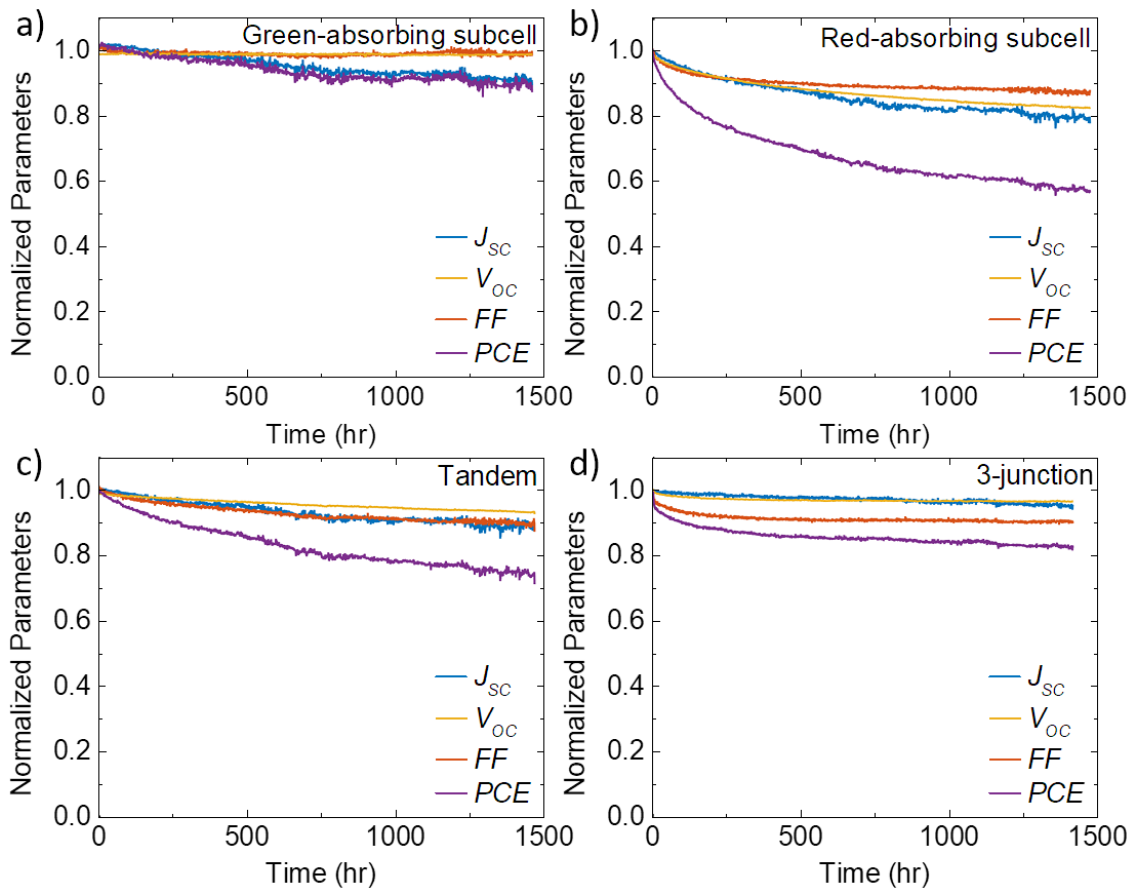 a)
Green-absorbing subcell
Normalized Parameters
1.0
0.8
0.6
0.4
0.2
0.0
J_SC
V_OC
FF
PCE
0 500 1000 1500
Time (hr)
b)
Red-absorbing subcell
Normalized Parameters
1.0
0.8
0.6
0.4
0.2
0.0
J_SC
V_OC
FF
PCE
0 500 1000 1500
Time (hr)
c)
Tandem
Normalized Parameters
1.0
0.8
0.6
0.4
0.2
0.0
J_SC
V_OC
FF
PCE
0 500 1000 1500
Time (hr)
d)
3-junction
Normalized Parameters
1.0
0.8
0.6
0.4
0.2
0.0
J_SC
V_OC
FF
PCE
0 500 1000 1500
Time (hr)